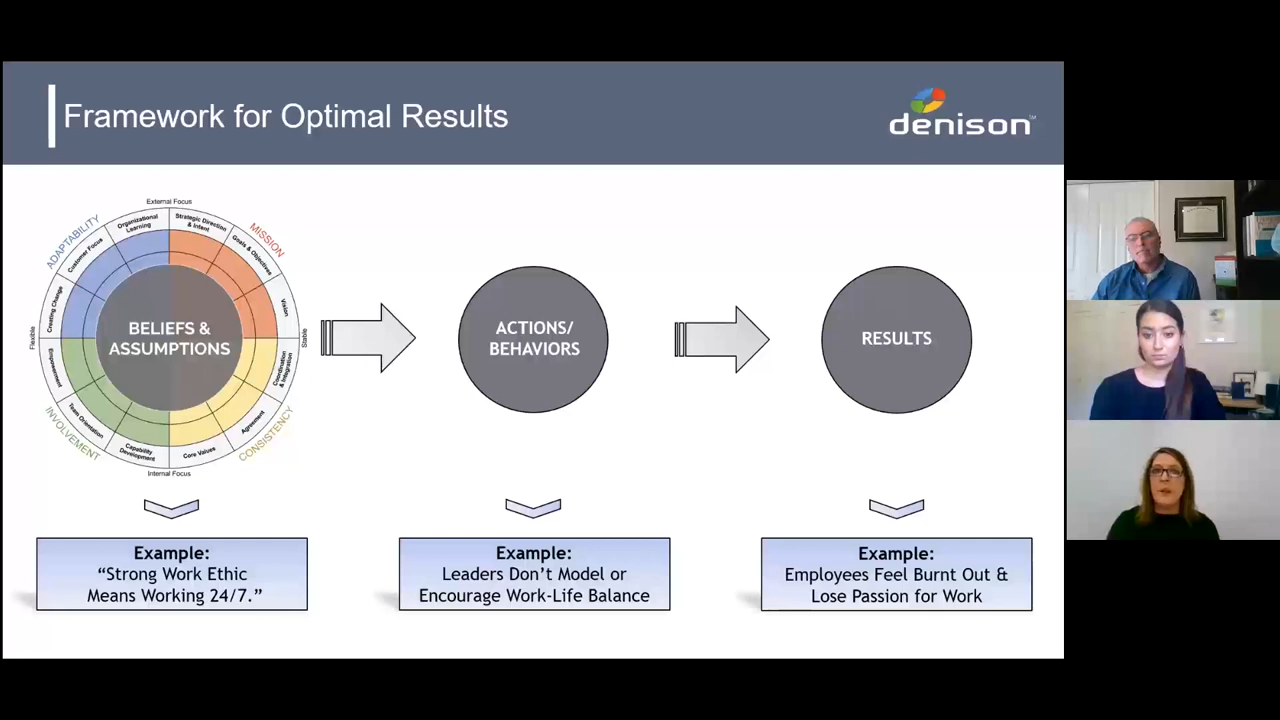 Framework for Optimal Results
denison™
External Focus
ADAPTABILITY
MISSION
Organizational
Learning
Strategic Direction
& Intent
Customer Focus
Goals & Objectives
Creating Change
Vision
Flexible
Stable
BELIEFS &
ASSUMPTIONS
ACTIONS/
BEHAVIORS
RESULTS
Empowerment
Coordination
& Integration
Team Orientation
Agreement
Capability
Development
Core Values
INVOLVEMENT
CONSISTENCY
Internal Focus
Example:
“Strong Work Ethic
Means Working 24/7.”
Example:
Leaders Don’t Model or
Encourage Work-Life Balance
Example:
Employees Feel Burnt Out &
Lose Passion for Work